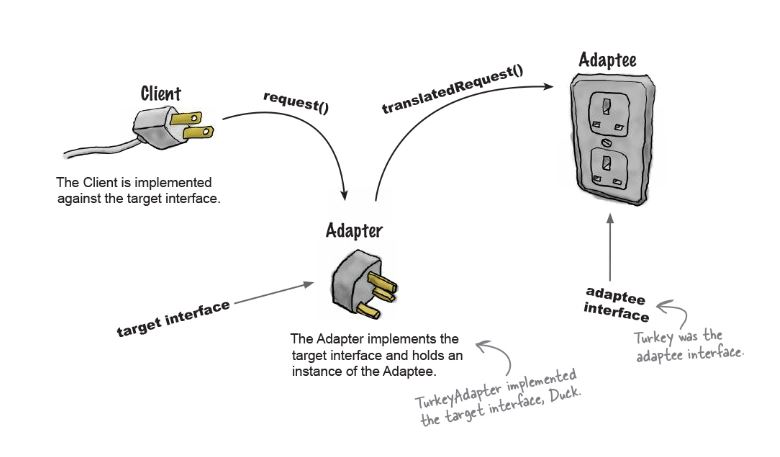 Adaptee
translatedRequest()
Client
request()
The Client is implemented
against the target interface.
Adapter
target interface
adaptee
interface
Turkey was the
adaptee interface.
The Adapter implements the
target interface and holds an
instance of the Adaptee.
TurkeyAdapter implemented
the target interface, Duck.